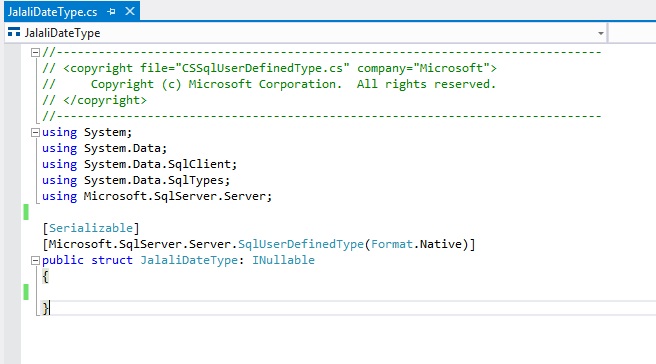 JalaliDateType.cs
JalaliDateType
//------------------------------------------------------------------------------
// <copyright file="CSSqlUserDefinedType.cs" company="Microsoft">
//     Copyright (c) Microsoft Corporation.  All rights reserved.
// </copyright>
//------------------------------------------------------------------------------
using System;
using System.Data;
using System.Data.SqlClient;
using System.Data.SqlTypes;
using Microsoft.SqlServer.Server;
[Serializable]
[Microsoft.SqlServer.Server.SqlUserDefinedType(Format.Native)]
public struct JalaliDateType: INullable
{
}